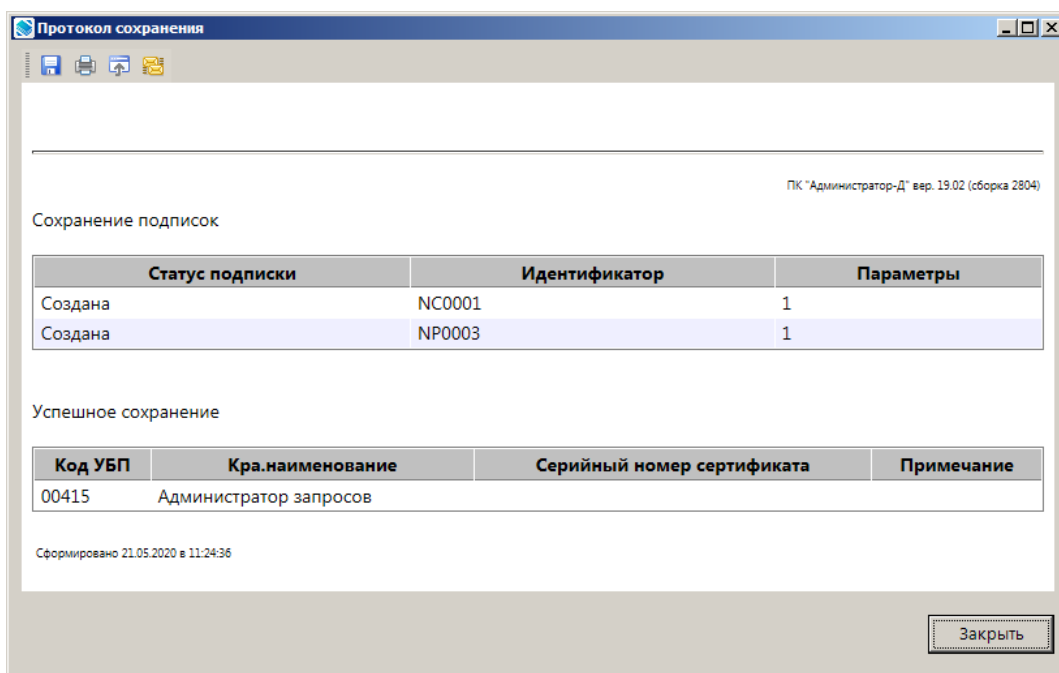 Протокол сохранения
ПК "Администратор-Д" вер. 19.02 (сборка 2804)
Сохранение подписок
Статус подписки Идентификатор Параметры
Создана NC0001 1
Создана NP0003 1
Успешное сохранение
Код УБП Кра.наименование Серийный номер сертификата Примечание
00415 Администратор запросов
Сформировано 21.05.2020 в 11:24:36
Закрыть